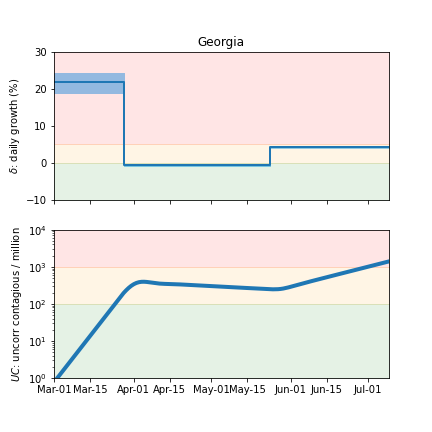 Georgia
δ: daily growth (%)
30
20
10
0
−10
UC: uncorr contagious / million
10⁴
10³
10²
10¹
10⁰
Mar-01 Mar-15 Apr-01 Apr-15 May-01 May-15 Jun-01 Jun-15 Jul-01